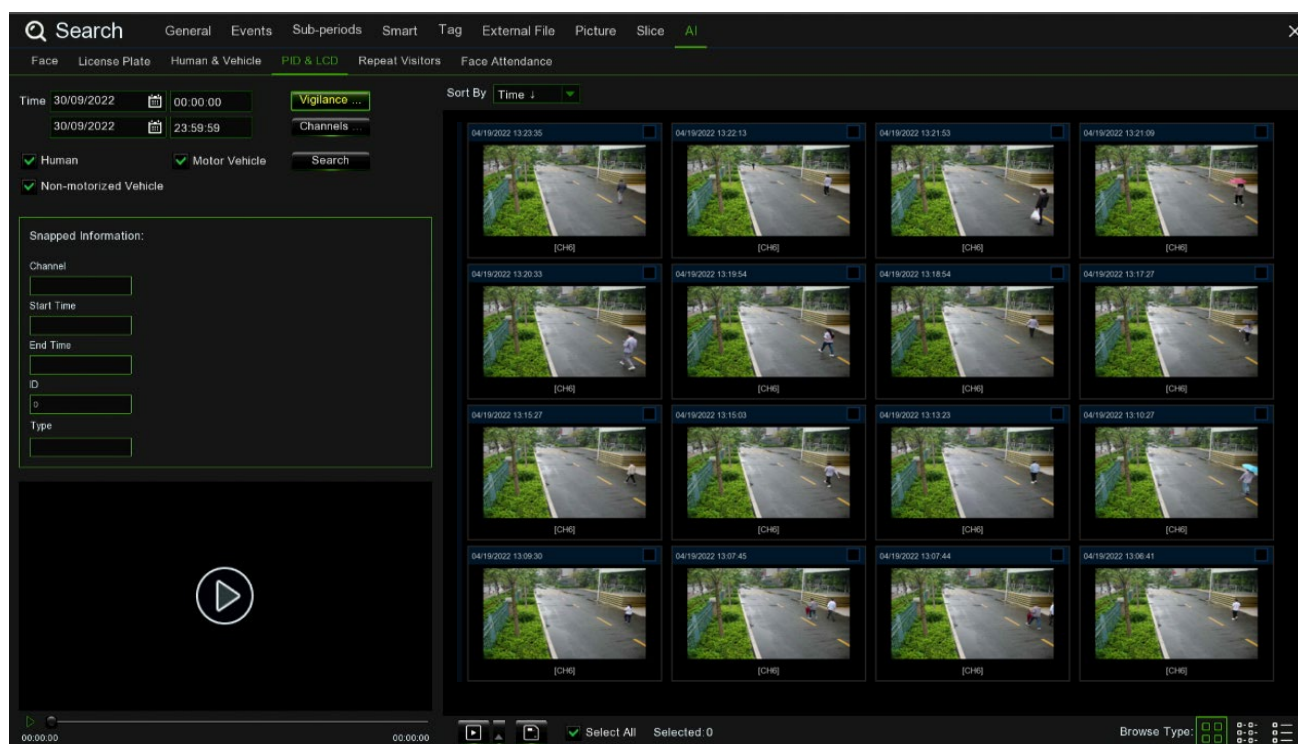 Search General Events Sub-periods Smart Tag External File Picture Slice AI
Face License Plate Human & Vehicle PID & LCD Repeat Visitors Face Attendance
Time 30/09/2022 00:00:00 Vigilance ...
30/09/2022 23:59:59 Channels ...
Human Motor Vehicle Search
Non-motorized Vehicle
Snapped Information:
Channel
Start Time
End Time
ID
0
Type
00:00:00 00:00:00
Sort By Time ↓
04/19/2022 13:23:35 04/19/2022 13:22:13 04/19/2022 13:21:53 04/19/2022 13:21:09
[CH6] [CH6] [CH6] [CH6]
04/19/2022 13:20:33 04/19/2022 13:19:54 04/19/2022 13:18:54 04/19/2022 13:17:27
[CH6] [CH6] [CH6] [CH6]
04/19/2022 13:15:27 04/19/2022 13:15:03 04/19/2022 13:13:23 04/19/2022 13:10:27
[CH6] [CH6] [CH6] [CH6]
04/19/2022 13:09:30 04/19/2022 13:07:45 04/19/2022 13:07:44 04/19/2022 13:06:41
[CH6] [CH6] [CH6] [CH6]
Select All Selected:0 Browse Type: